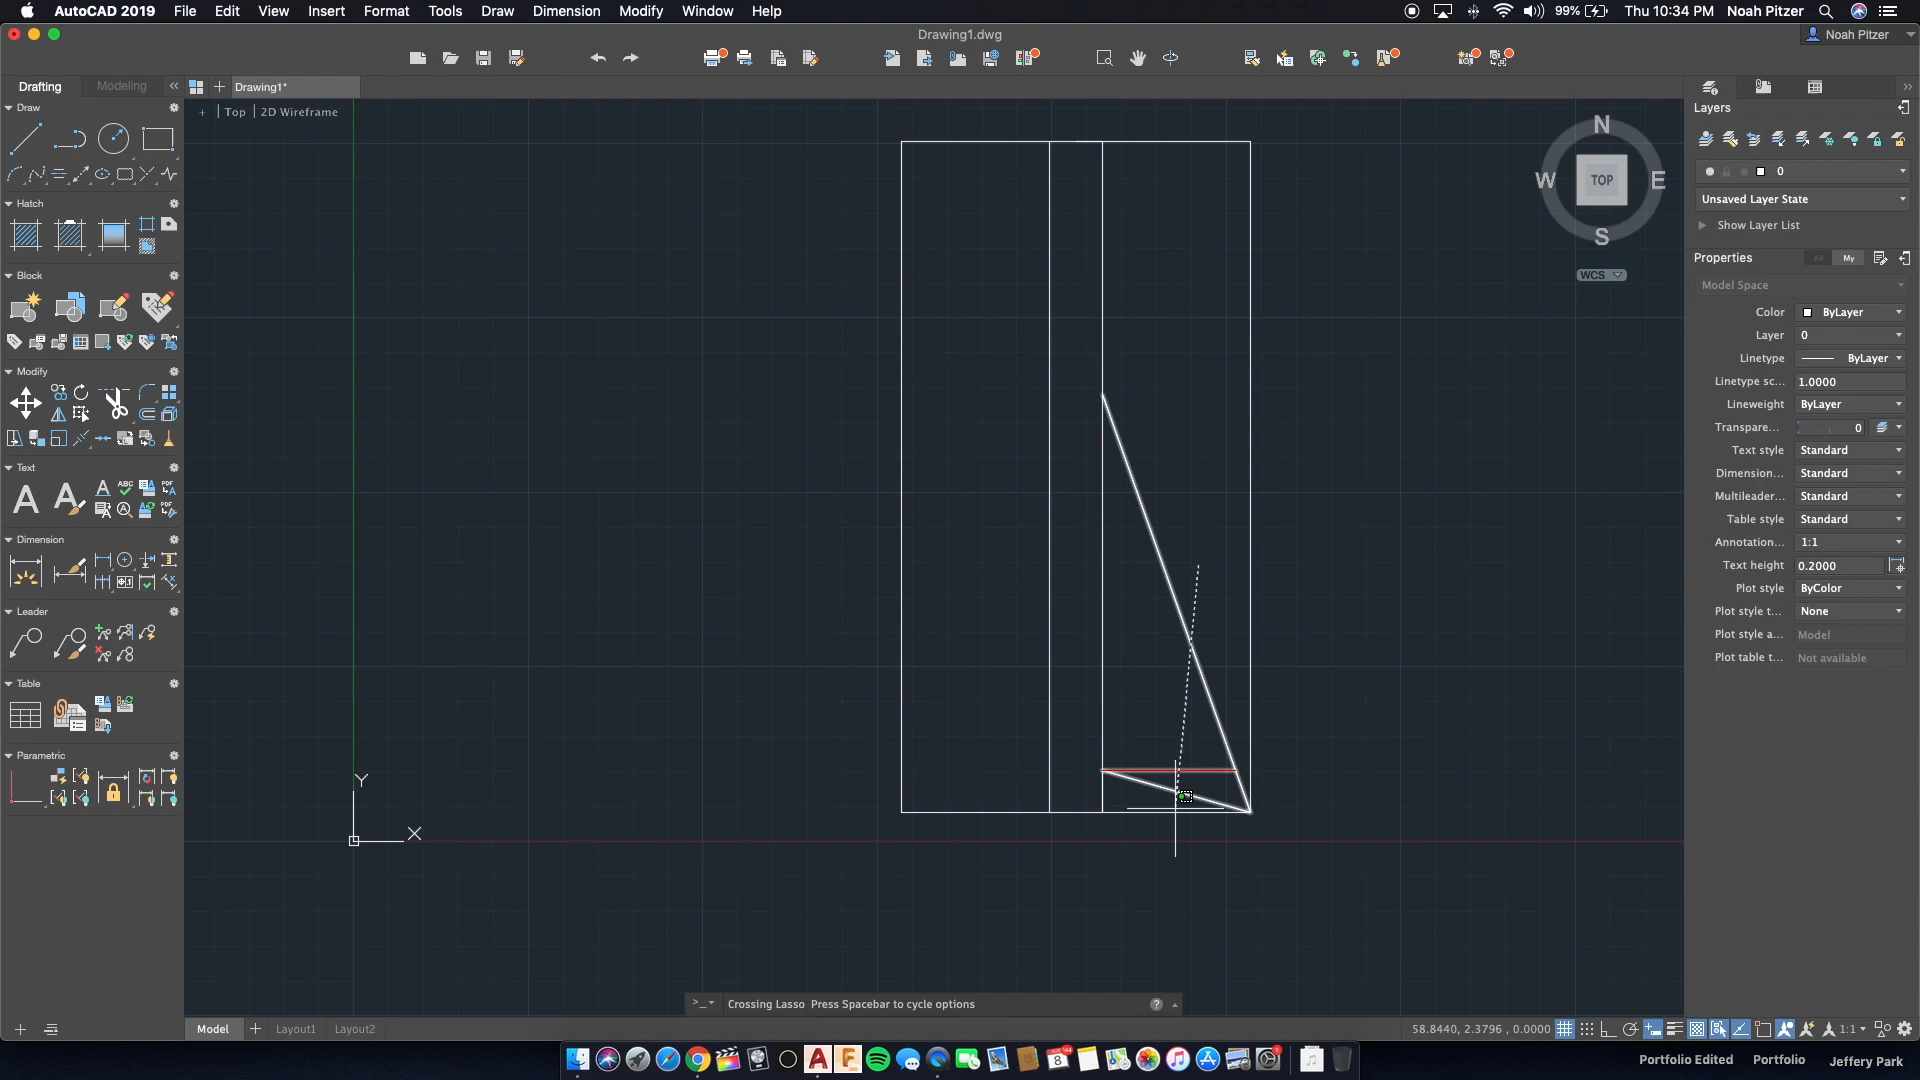 AutoCAD 2019 File Edit View Insert Format Tools Draw Dimension Modify Window Help 99% Thu 10:34 PM Noah Pitzer
Drawing1.dwg
Noah Pitzer
Drafting Modeling Drawing1*
+ Top 2D Wireframe
Draw
Hatch
Block
Modify
Text
Dimension
Leader
Table
Parametric
N
W TOP E
S
WCS
Y
X
Layers
0
Unsaved Layer State
Show Layer List
Properties All My
Model Space
Color ByLayer
Layer 0
Linetype ByLayer
Linetype sc... 1.0000
Lineweight ByLayer
Transpare... 0
Text style Standard
Dimension... Standard
Multileader... Standard
Table style Standard
Annotation... 1:1
Text height 0.2000
Plot style ByColor
Plot style t... None
Plot style a... Model
Plot table t... Not available
>_ Crossing Lasso Press Spacebar to cycle options ?
Model Layout1 Layout2 58.8440, 2.3796 , 0.0000 1:1
Portfolio Edited Portfolio Jeffery Park